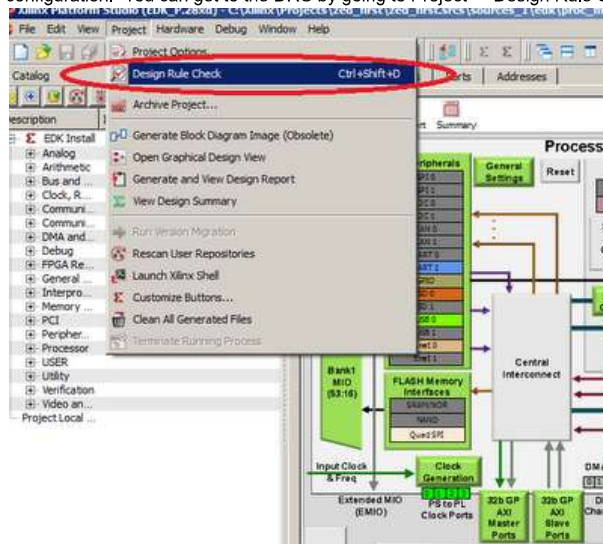 configuration. You can get to the DRC by going to Project
Xilinx Platform Studio (EDK_P.28xd) - C:\Xilinx\Projects\zed_first\zed_first.srcs\sources_1\edk\proc_
File Edit View Project Hardware Debug Window Help
Project Options...
Catalog
Design Rule Check Ctrl+Shift+D
Ports Addresses
Archive Project...
Description
Summary
EDK Install
Generate Block Diagram Image (Obsolete)
Process
Analog
Open Graphical Design View
Peripherals
General Settings
Reset
Arithmetic
Bus and ...
Generate and View Design Report
Clock, R...
Communi...
View Design Summary
Communi...
DMA and...
Run Version Migration
Debug
Rescan User Repositories
FPGA Re...
General ...
Launch Xilinx Shell
Interpro...
Customize Buttons...
Memory ...
PCI
Clean All Generated Files
Peripher...
Terminate Running Process
Processor
USER
Utility
Verification
Video an...
Project Local ...
Central
Interconnect
Bank1
MIO
(53:16)
FLASH Memory
Interfaces
SRAM/NOR
NAND
Quad SPI
Input Clock
& Freq
Clock
Generation
DMA
Extended MIO
(EMIO)
PS to PL
Clock Ports
32b GP
AXI
Master
Ports
32b GP
AXI
Slave
Ports